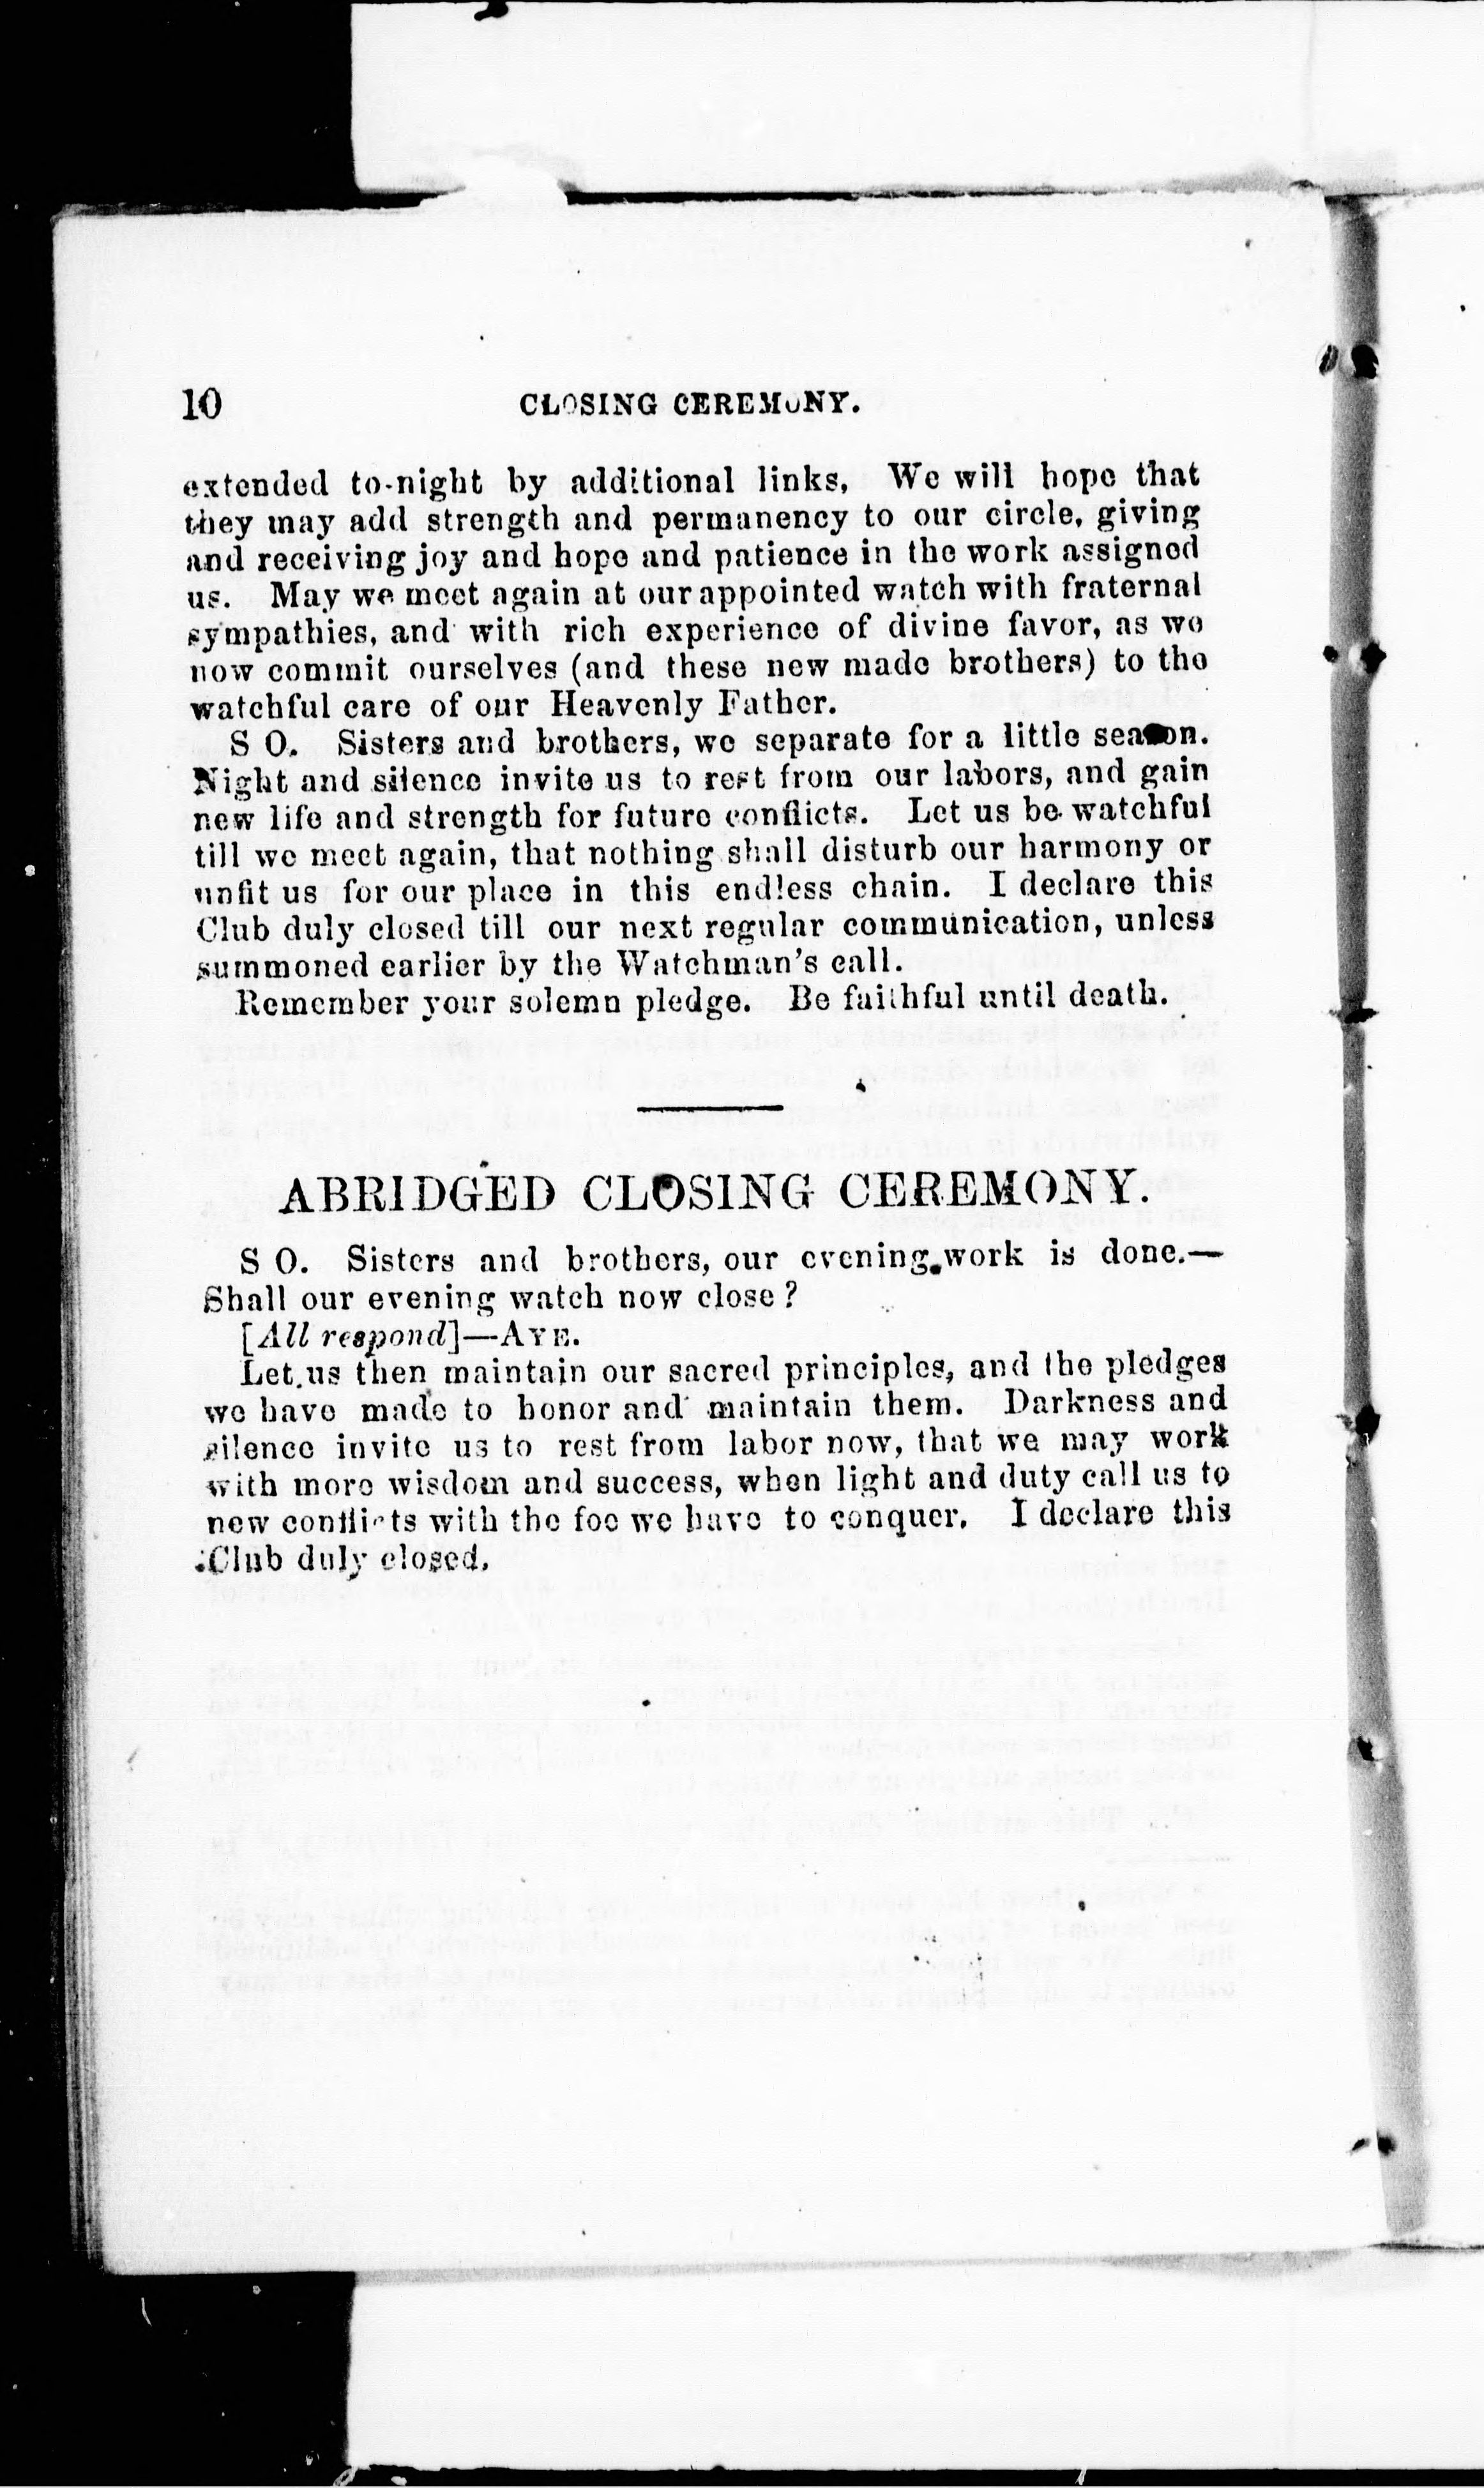 10 CLOSING CEREMONY.
extended to-night by additional links, We will hope that
they may add strength and permanency to our circle, giving
and receiving joy and hope and patience in the work assigned
us. May we meet again at our appointed watch with fraternal
sympathies, and with rich experience of divine favor, as we
now commit ourselves (and these new made brothers) to the
watchful care of our Heavenly Father.
S O. Sisters and brothers, we separate for a little season.
Night and silence invite us to rest from our labors, and gain
new life and strength for future conflicts. Let us be watchful
till we meet again, that nothing shall disturb our harmony or
unfit us for our place in this endless chain. I declare this
Club duly closed till our next regular communication, unless
summoned earlier by the Watchman's call.
Remember your solemn pledge. Be faithful until death.
ABRIDGED CLOSING CEREMONY.
S O. Sisters and brothers, our evening work is done.—
Shall our evening watch now close?
[All respond]—AYE.
Let us then maintain our sacred principles, and the pledges
we have made to honor and maintain them. Darkness and
silence invite us to rest from labor now, that we may work
with more wisdom and success, when light and duty call us to
new conflicts with the foe we have to conquer. I declare this
Club duly closed.